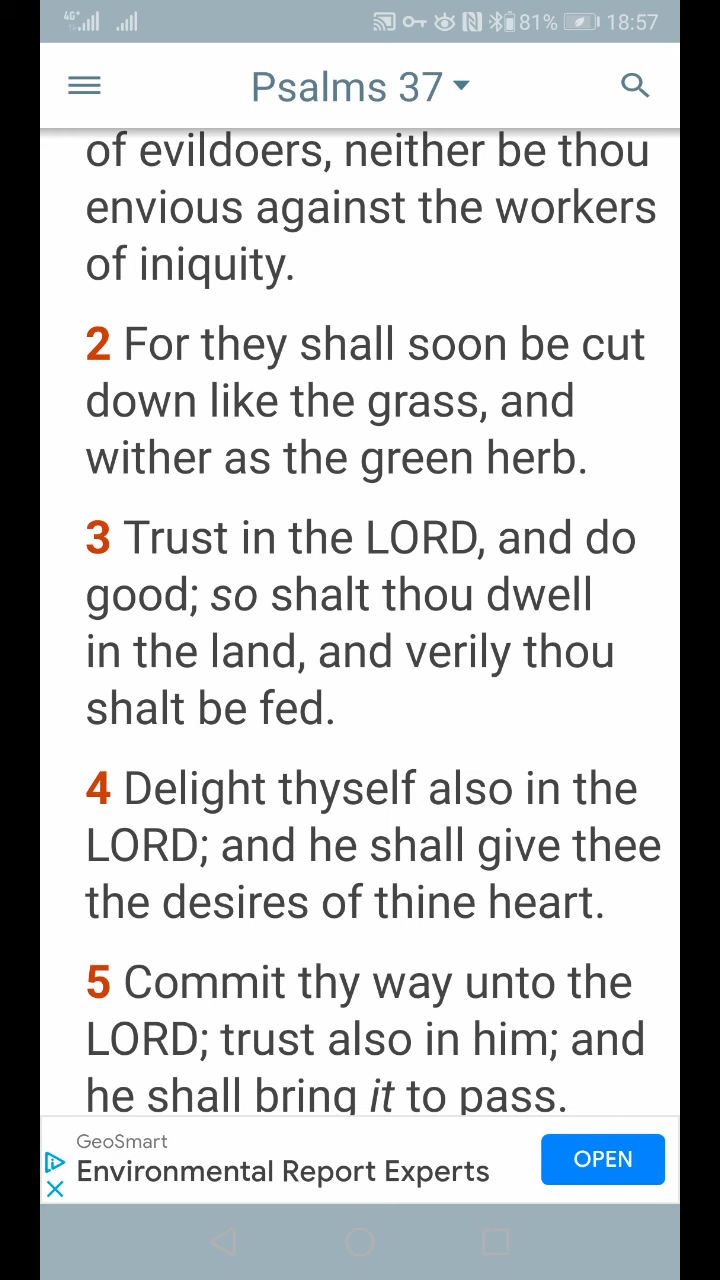 4G+
81%
18:57
Psalms 37
of evildoers, neither be thou
envious against the workers
of iniquity.
2 For they shall soon be cut
down like the grass, and
wither as the green herb.
3 Trust in the LORD, and do
good; so shalt thou dwell
in the land, and verily thou
shalt be fed.
4 Delight thyself also in the
LORD; and he shall give thee
the desires of thine heart.
5 Commit thy way unto the
LORD; trust also in him; and
he shall bring it to pass.
GeoSmart
Environmental Report Experts
OPEN